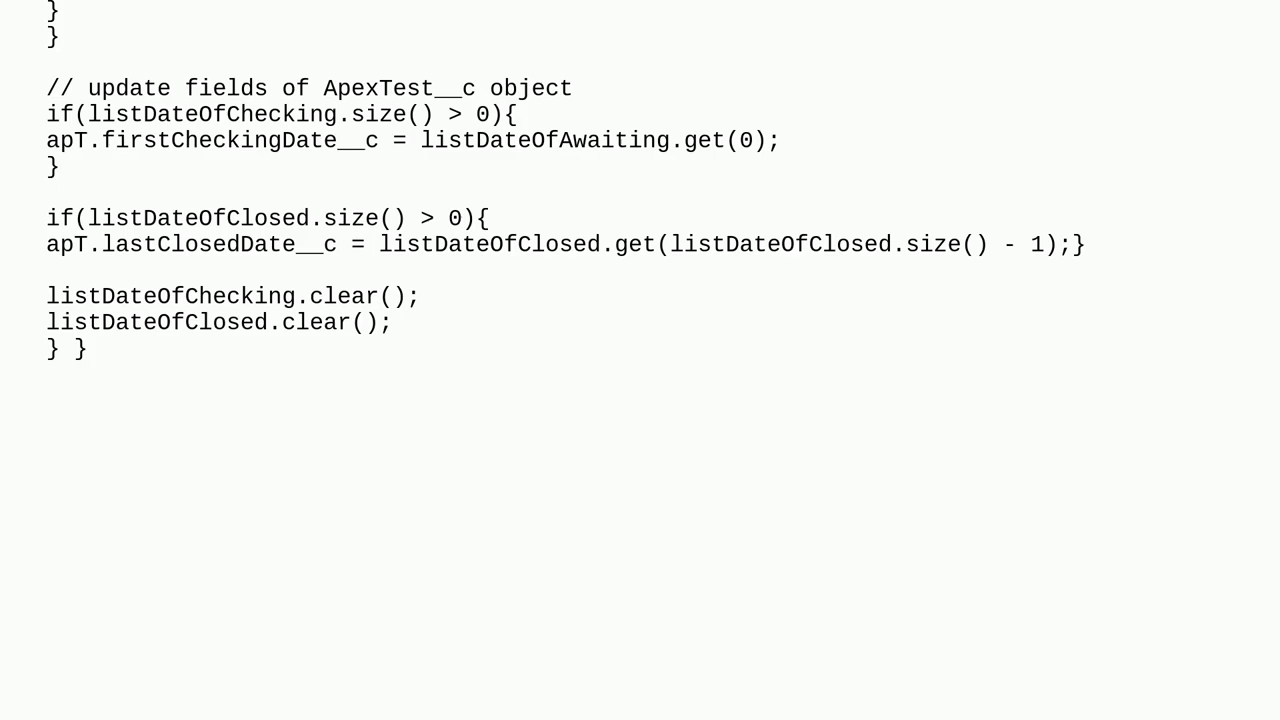 }
}
// update fields of ApexTest__c object
if(listDateOfChecking.size() > 0){
apT.firstCheckingDate__c = listDateOfAwaiting.get(0);
}
if(listDateOfClosed.size() > 0){
apT.lastClosedDate__c = listDateOfClosed.get(listDateOfClosed.size() - 1);}
listDateOfChecking.clear();
listDateOfClosed.clear();
} }